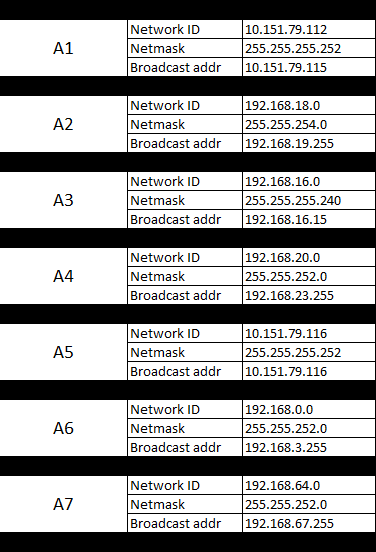 A1
Network ID 10.151.79.112
Netmask 255.255.255.252
Broadcast addr 10.151.79.115
A2
Network ID 192.168.18.0
Netmask 255.255.254.0
Broadcast addr 192.168.19.255
A3
Network ID 192.168.16.0
Netmask 255.255.255.240
Broadcast addr 192.168.16.15
A4
Network ID 192.168.20.0
Netmask 255.255.252.0
Broadcast addr 192.168.23.255
A5
Network ID 10.151.79.116
Netmask 255.255.255.252
Broadcast addr 10.151.79.116
A6
Network ID 192.168.0.0
Netmask 255.255.252.0
Broadcast addr 192.168.3.255
A7
Network ID 192.168.64.0
Netmask 255.255.252.0
Broadcast addr 192.168.67.255